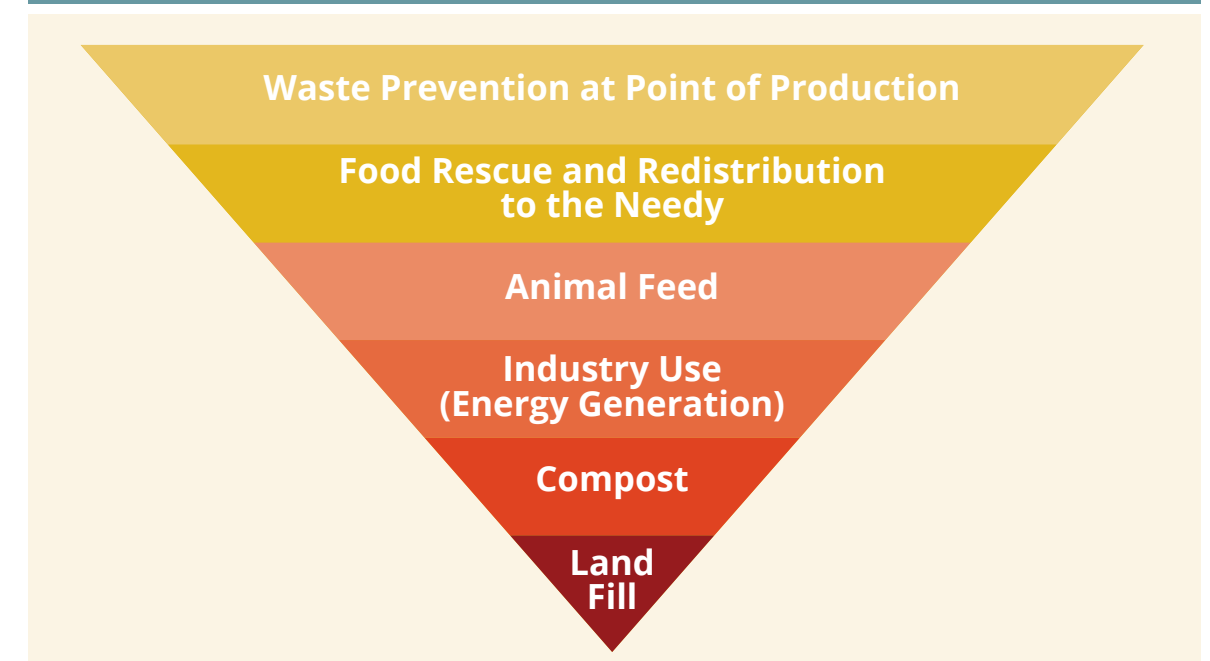 Waste Prevention at Point of Production
Food Rescue and Redistribution
to the Needy
Animal Feed
Industry Use
(Energy Generation)
Compost
Land
Fill